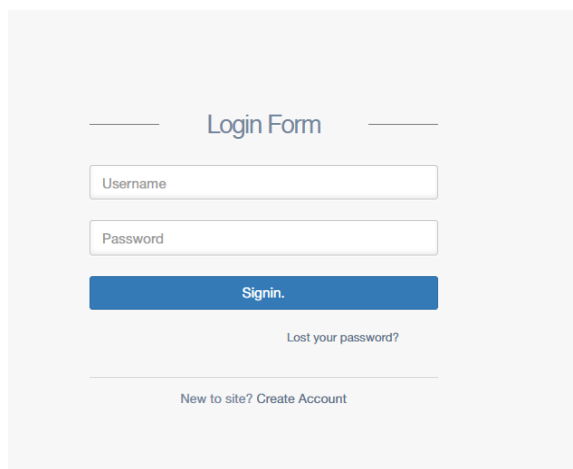 Login Form
Username
Password
Signin.
Lost your password?
New to site? Create Account